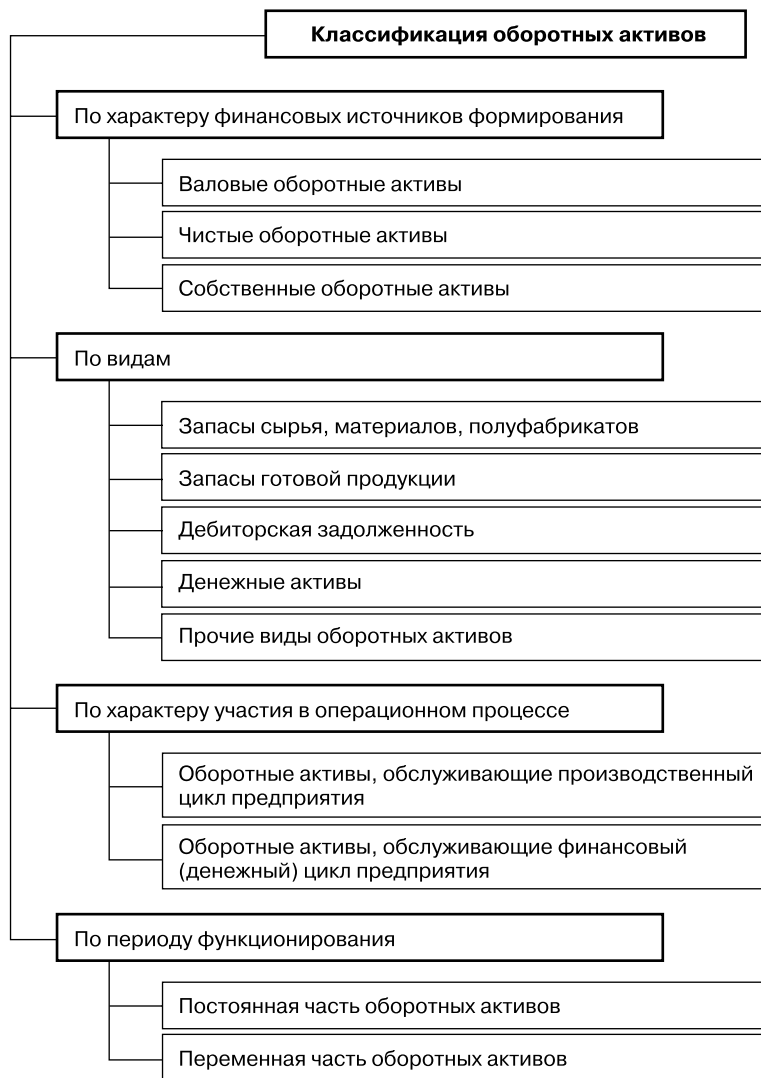 Классификация оборотных активов
По характеру финансовых источников формирования
Валовые оборотные активы
Чистые оборотные активы
Собственные оборотные активы
По видам
Запасы сырья, материалов, полуфабрикатов
Запасы готовой продукции
Дебиторская задолженность
Денежные активы
Прочие виды оборотных активов
По характеру участия в операционном процессе
Оборотные активы, обслуживающие производственный
цикл предприятия
Оборотные активы, обслуживающие финансовый
(денежный) цикл предприятия
По периоду функционирования
Постоянная часть оборотных активов
Переменная часть оборотных активов